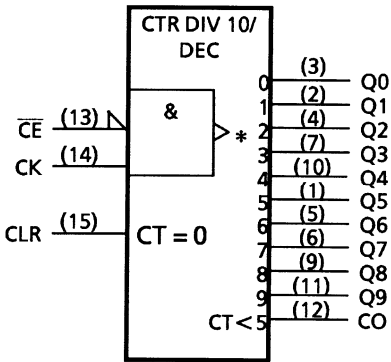 CTR DIV 10/
DEC
&
*
CE (13)
CK (14)
CLR (15)
CT = 0
0 (3) Q0
1 (2) Q1
2 (4) Q2
3 (7) Q3
4 (10) Q4
5 (1) Q5
6 (5) Q6
7 (6) Q7
8 (9) Q8
9 (11) Q9
CT < 5 (12) CO